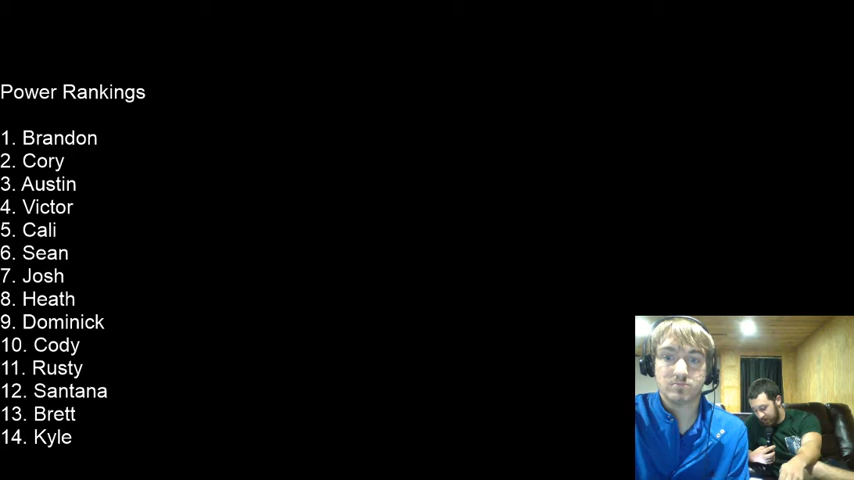 Power Rankings
1. Brandon
2. Cory
3. Austin
4. Victor
5. Cali
6. Sean
7. Josh
8. Heath
9. Dominick
10. Cody
11. Rusty
12. Santana
13. Brett
14. Kyle